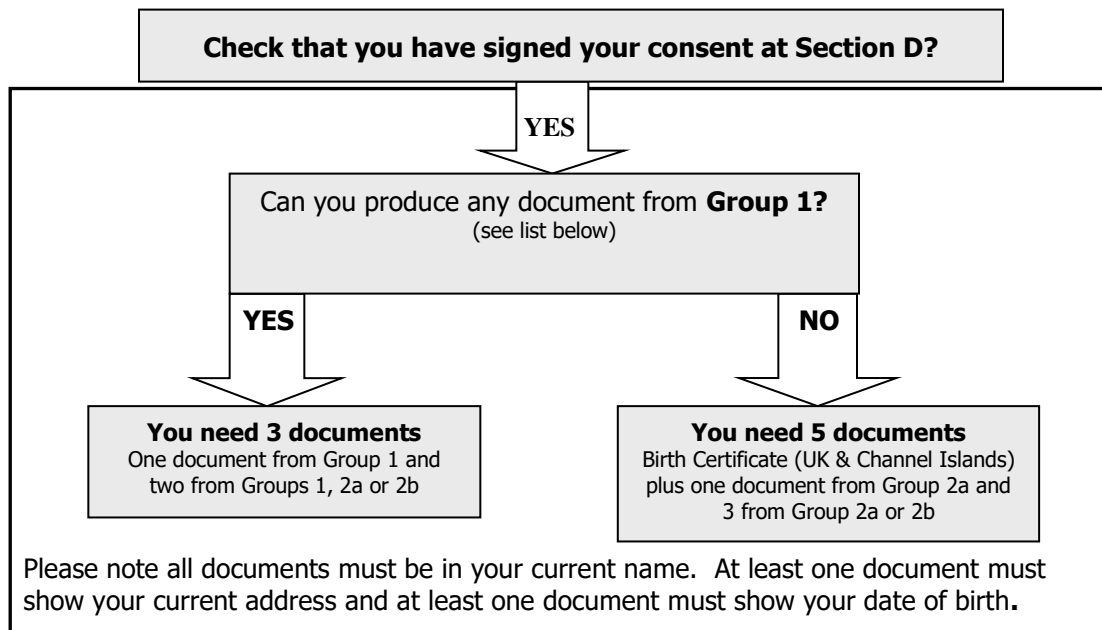 Check that you have signed your consent at Section D?
YES
Can you produce any document from Group 1?
(see list below)
YES
NO
You need 3 documents
One document from Group 1 and
two from Groups 1, 2a or 2b
You need 5 documents
Birth Certificate (UK & Channel Islands)
plus one document from Group 2a and
3 from Group 2a or 2b
Please note all documents must be in your current name.  At least one document must
show your current address and at least one document must show your date of birth.